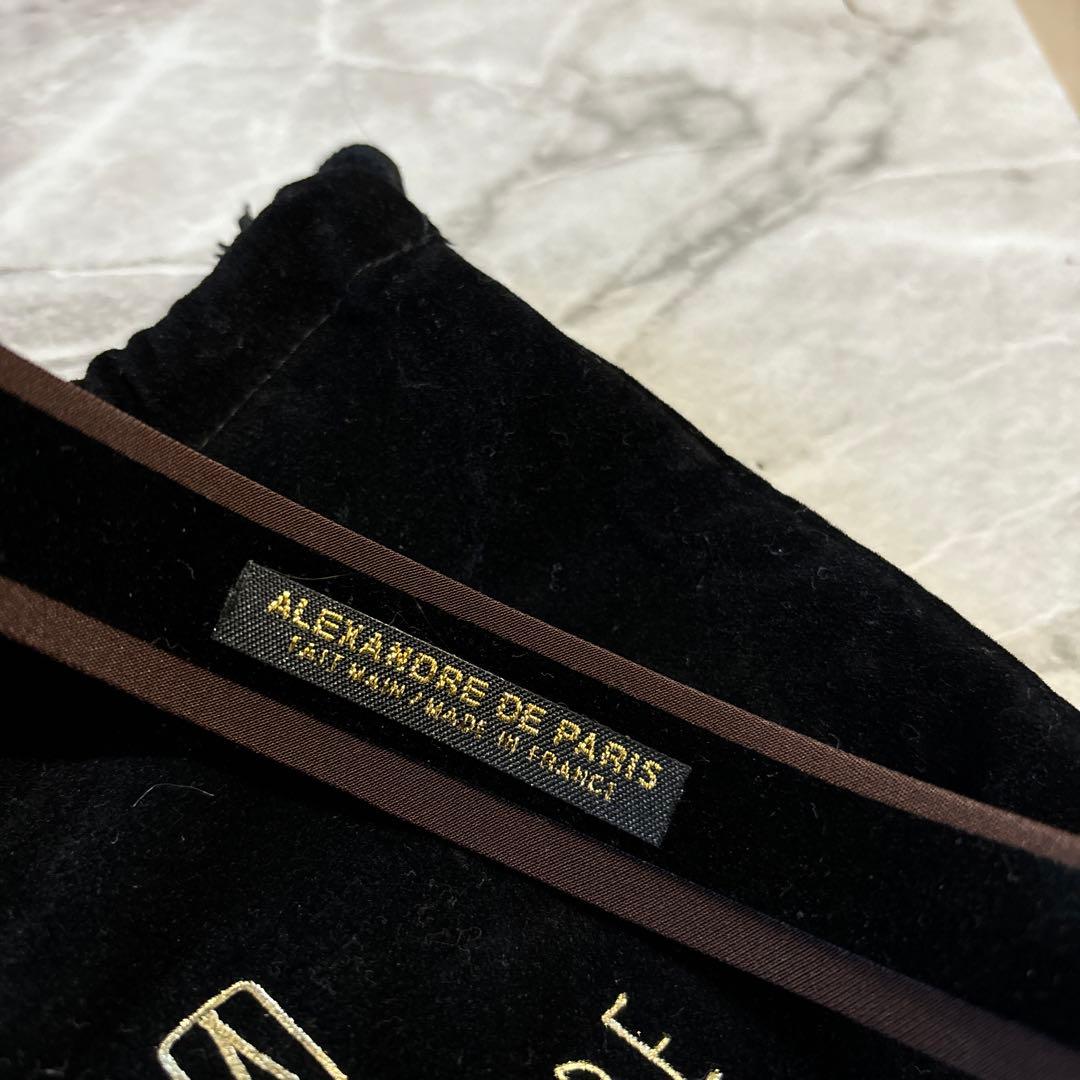 ALEXANDRE DE PARIS
FAIT MAIN / MADE IN FRANCE